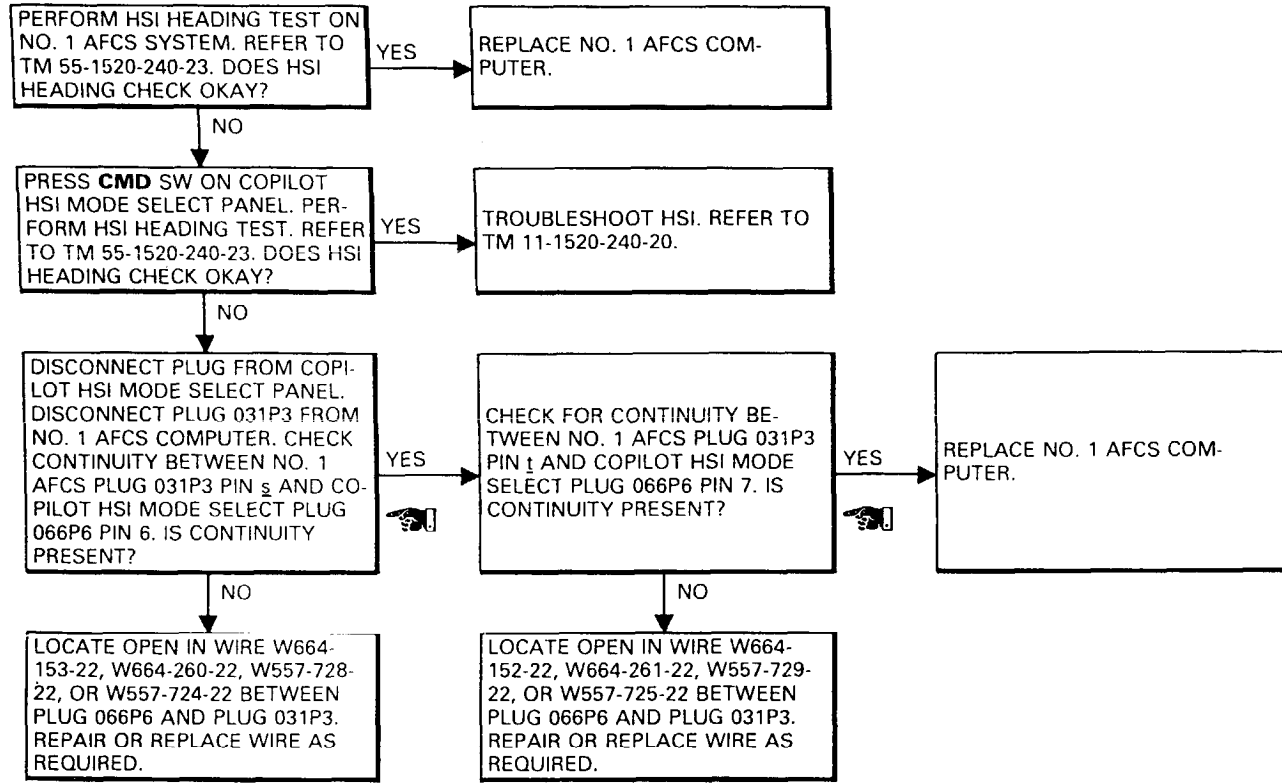 PERFORM HSI HEADING TEST ON
NO. 1 AFCS SYSTEM. REFER TO
TM 55-1520-240-23. DOES HSI
HEADING CHECK OKAY?
YES
REPLACE NO. 1 AFCS COM-
PUTER.
NO
PRESS CMD SW ON COPILOT
HSI MODE SELECT PANEL. PER-
FORM HSI HEADING TEST. REFER
TO TM 55-1520-240-23. DOES HSI
HEADING CHECK OKAY?
YES
TROUBLESHOOT HSI. REFER TO
TM 11-1520-240-20.
NO
DISCONNECT PLUG FROM COPI-
LOT HSI MODE SELECT PANEL.
DISCONNECT PLUG 031P3 FROM
NO. 1 AFCS COMPUTER. CHECK
CONTINUITY BETWEEN NO. 1
AFCS PLUG 031P3 PIN s AND CO-
PILOT HSI MODE SELECT PLUG
066P6 PIN 6. IS CONTINUITY
PRESENT?
YES
CHECK FOR CONTINUITY BE-
TWEEN NO. 1 AFCS PLUG 031P3
PIN t AND COPILOT HSI MODE
SELECT PLUG 066P6 PIN 7. IS
CONTINUITY PRESENT?
YES
REPLACE NO. 1 AFCS COM-
PUTER.
NO
LOCATE OPEN IN WIRE W664-
153-22, W664-260-22, W557-728-
22, OR W557-724-22 BETWEEN
PLUG 066P6 AND PLUG 031P3.
REPAIR OR REPLACE WIRE AS
REQUIRED.
NO
LOCATE OPEN IN WIRE W664-
152-22, W664-261-22, W557-729-
22, OR W557-725-22 BETWEEN
PLUG 066P6 AND PLUG 031P3.
REPAIR OR REPLACE WIRE AS
REQUIRED.